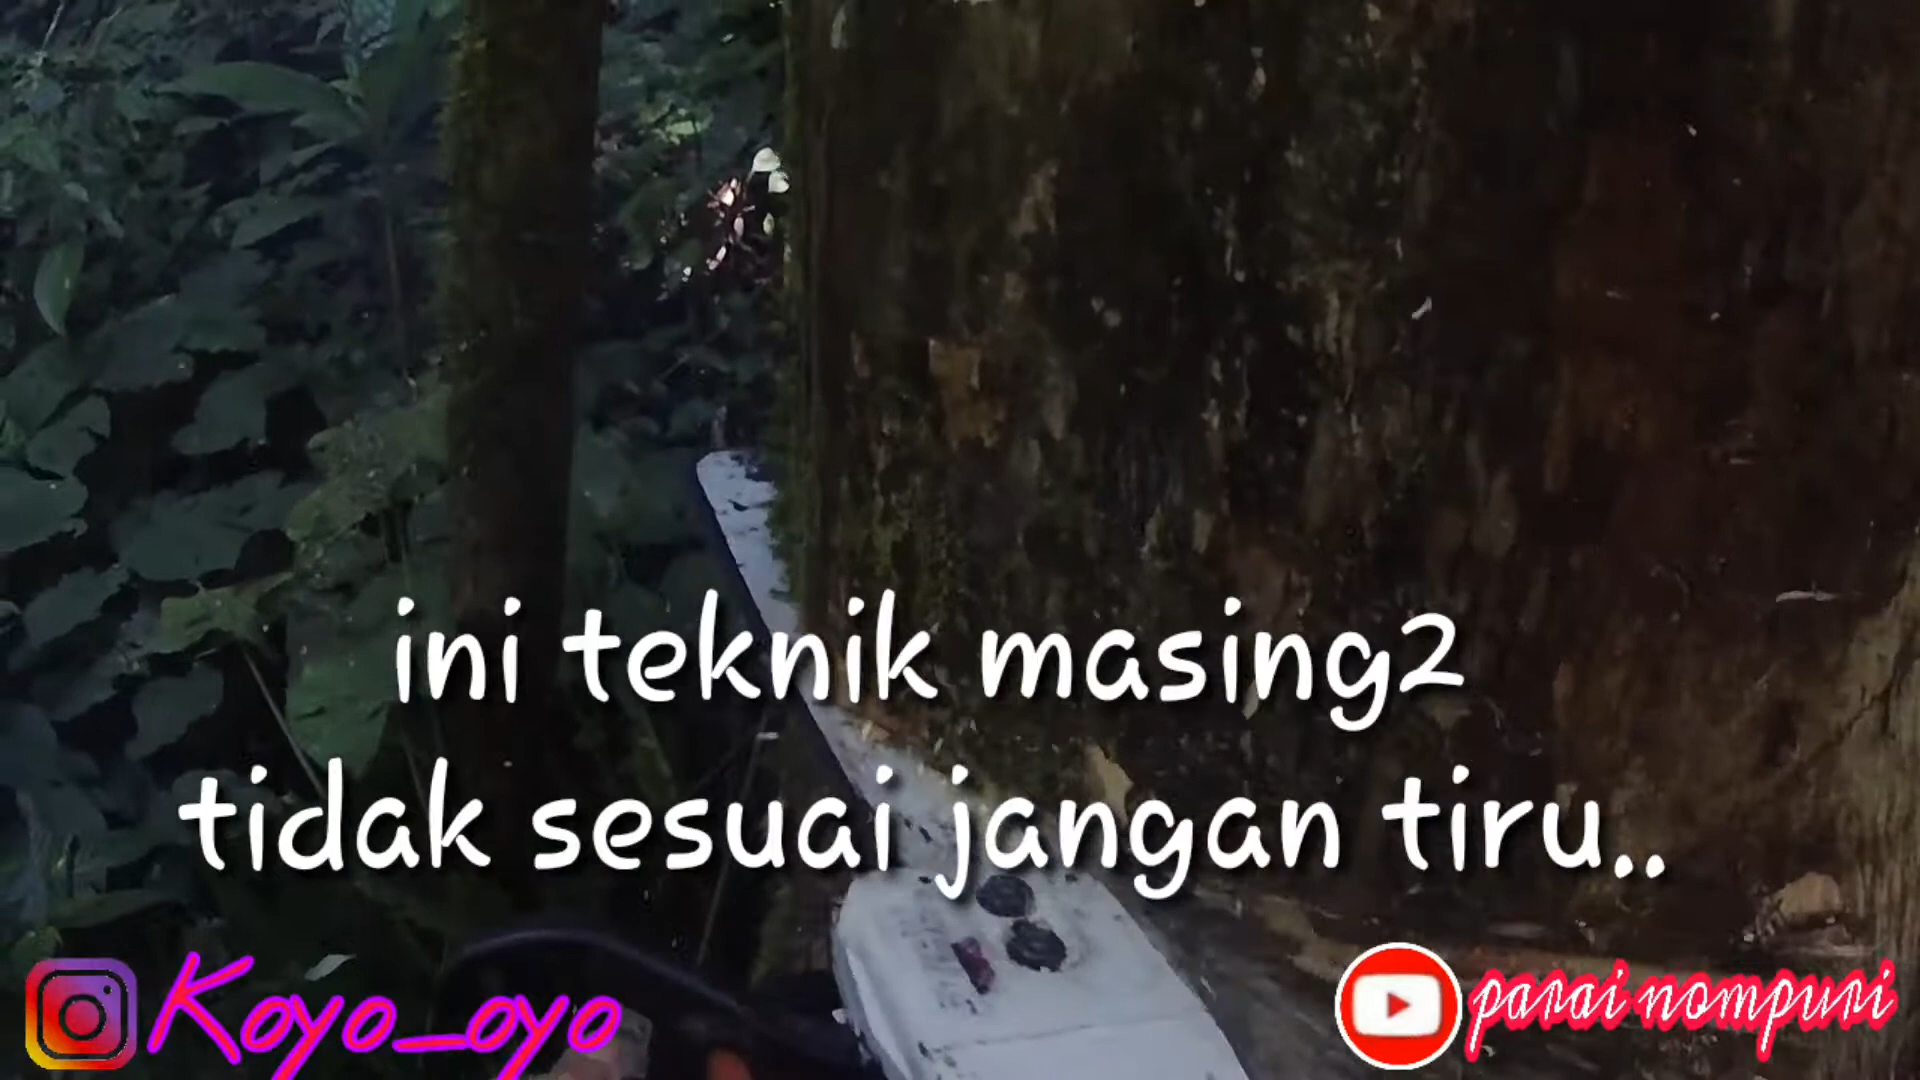 ini teknik masing2
tidak sesuai jangan tiru..
Koyo_oyo
parai nompuri